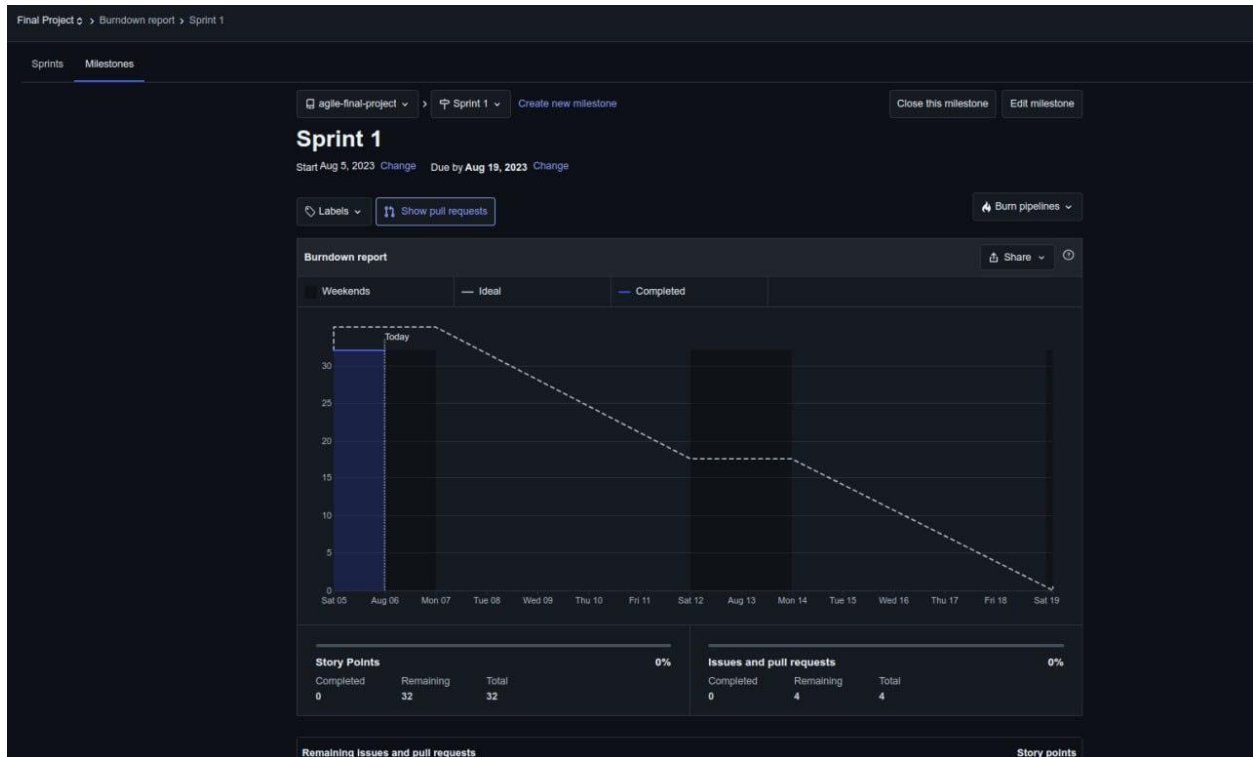 Final Project > Burndown report > Sprint 1
Sprints Milestones
agile-final-project > Sprint 1 Create new milestone Close this milestone Edit milestone
Sprint 1
Start Aug 5, 2023 Change Due by Aug 19, 2023 Change
Labels Show pull requests Burn pipelines
Burndown report Share
Weekends Ideal Completed
Today
30
25
20
15
10
5
0
Sat 05 Aug 06 Mon 07 Tue 08 Wed 09 Thu 10 Fri 11 Sat 12 Aug 13 Mon 14 Tue 15 Wed 16 Thu 17 Fri 18 Sat 19
Story Points 0% Issues and pull requests 0%
Completed Remaining Total Completed Remaining Total
0 32 32 0 4 4
Remaining issues and pull requests Story points